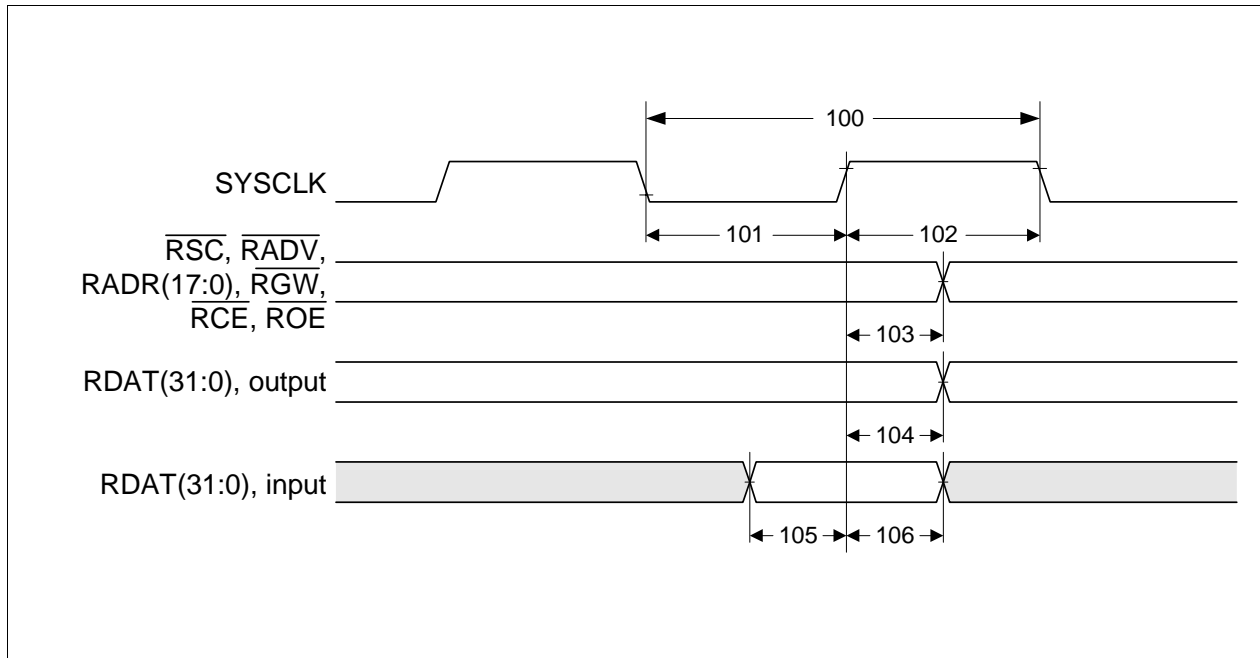 100
SYSCLK
101
102
RSC, RADV,
RADR(17:0), RGW,
RCE, ROE
103
RDAT(31:0), output
104
RDAT(31:0), input
105
106